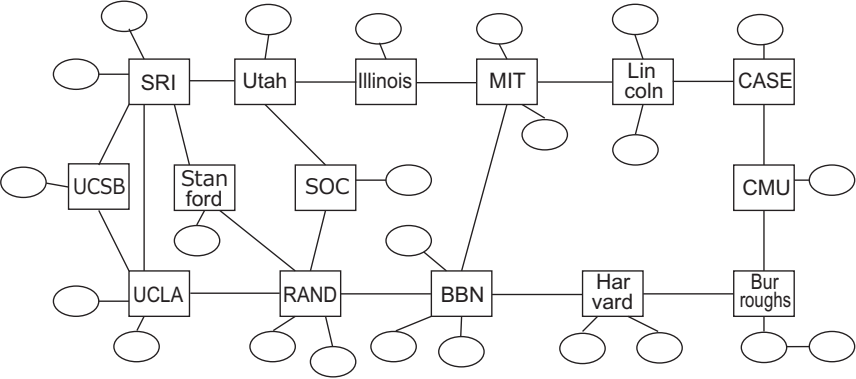 SRI
Utah
Illinois
MIT
Lin
coln
CASE
UCSB
Stan
ford
SOC
CMU
UCLA
RAND
BBN
Har
vard
Bur
roughs